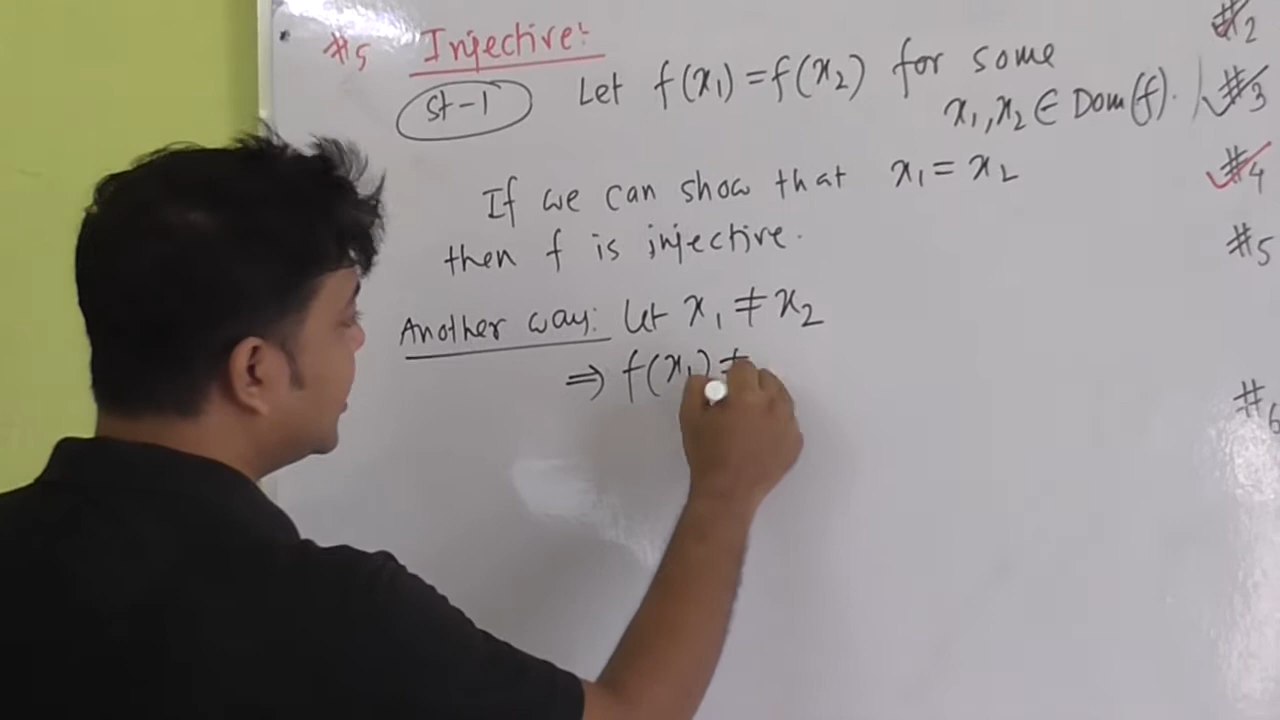 #5 Injective:
St-1 Let f(x₁)=f(x₂) for some
x₁,x₂ ∈ Dom(f).
If we can show that x₁ = x₂
then f is injective.
Another way: Let x₁ ≠ x₂
⇒ f(x₁) ≠
#2
#3
#4
#5
#6